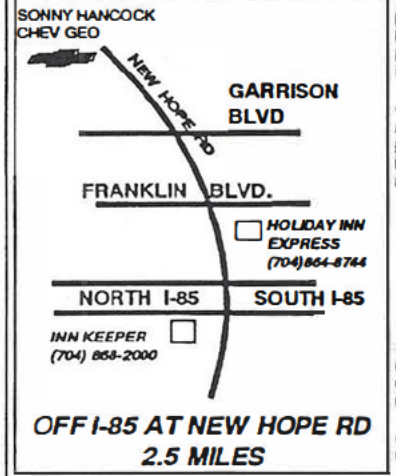 SONNY HANCOCK
CHEV GEO
NEW HOPE RD
GARRISON
BLVD
FRANKLIN BLVD.
HOLIDAY INN
EXPRESS
(704)864-8744
NORTH I-85 SOUTH I-85
INN KEEPER
(704) 868-2000
OFF I-85 AT NEW HOPE RD
2.5 MILES